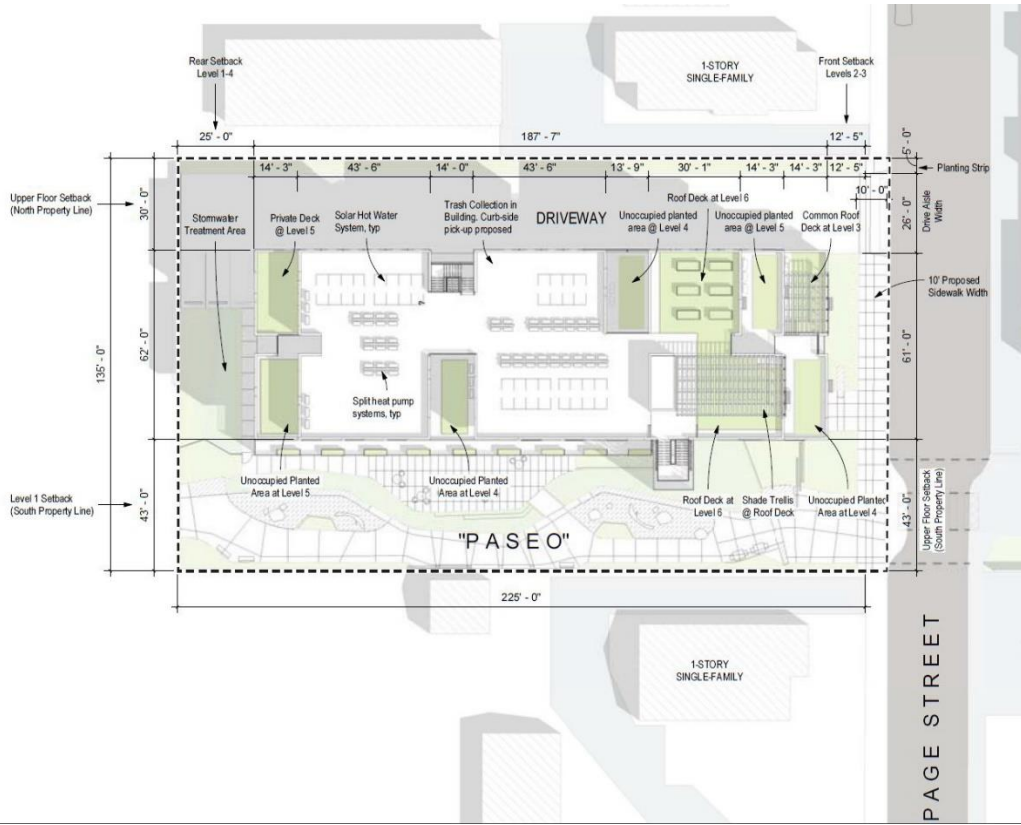 Rear Setback
Level 1-4
1-STORY
SINGLE-FAMILY
Front Setback
Levels 2-3
25' - 0"
187' - 7"
12' - 5"
5' - 0"
14' - 3"
43' - 6"
14' - 0"
43' - 6"
13' - 9"
30' - 1"
14' - 3"
14' - 3"
12' - 5"
Planting Strip
10' - 0"
Upper Floor Setback
(North Property Line)
30' - 0"
Stormwater
Treatment Area
Private Deck
@ Level 5
Solar Hot Water
System, typ
Trash Collection in
Building. Curb-side
pick-up proposed
DRIVEWAY
Roof Deck at Level 6
Unoccupied planted
area @ Level 4
Unoccupied planted
area @ Level 5
Common Roof
Deck at Level 3
26' - 0"
Drive Aisle
Width
10' Proposed
Sidewalk Width
135' - 0"
62' - 0"
61' - 0"
Split heat pump
systems, typ
Unoccupied Planted
Area at Level 5
Unoccupied Planted
Area at Level 4
Roof Deck at
Level 6
Shade Trellis
@ Roof Deck
Unoccupied Planted
Area at Level 4
Level 1 Setback
(South Property Line)
43' - 0"
43' - 0"
Upper Floor Setback
(South Property Line)
"PASEO"
225' - 0"
1-STORY
SINGLE-FAMILY
PAGE STREET